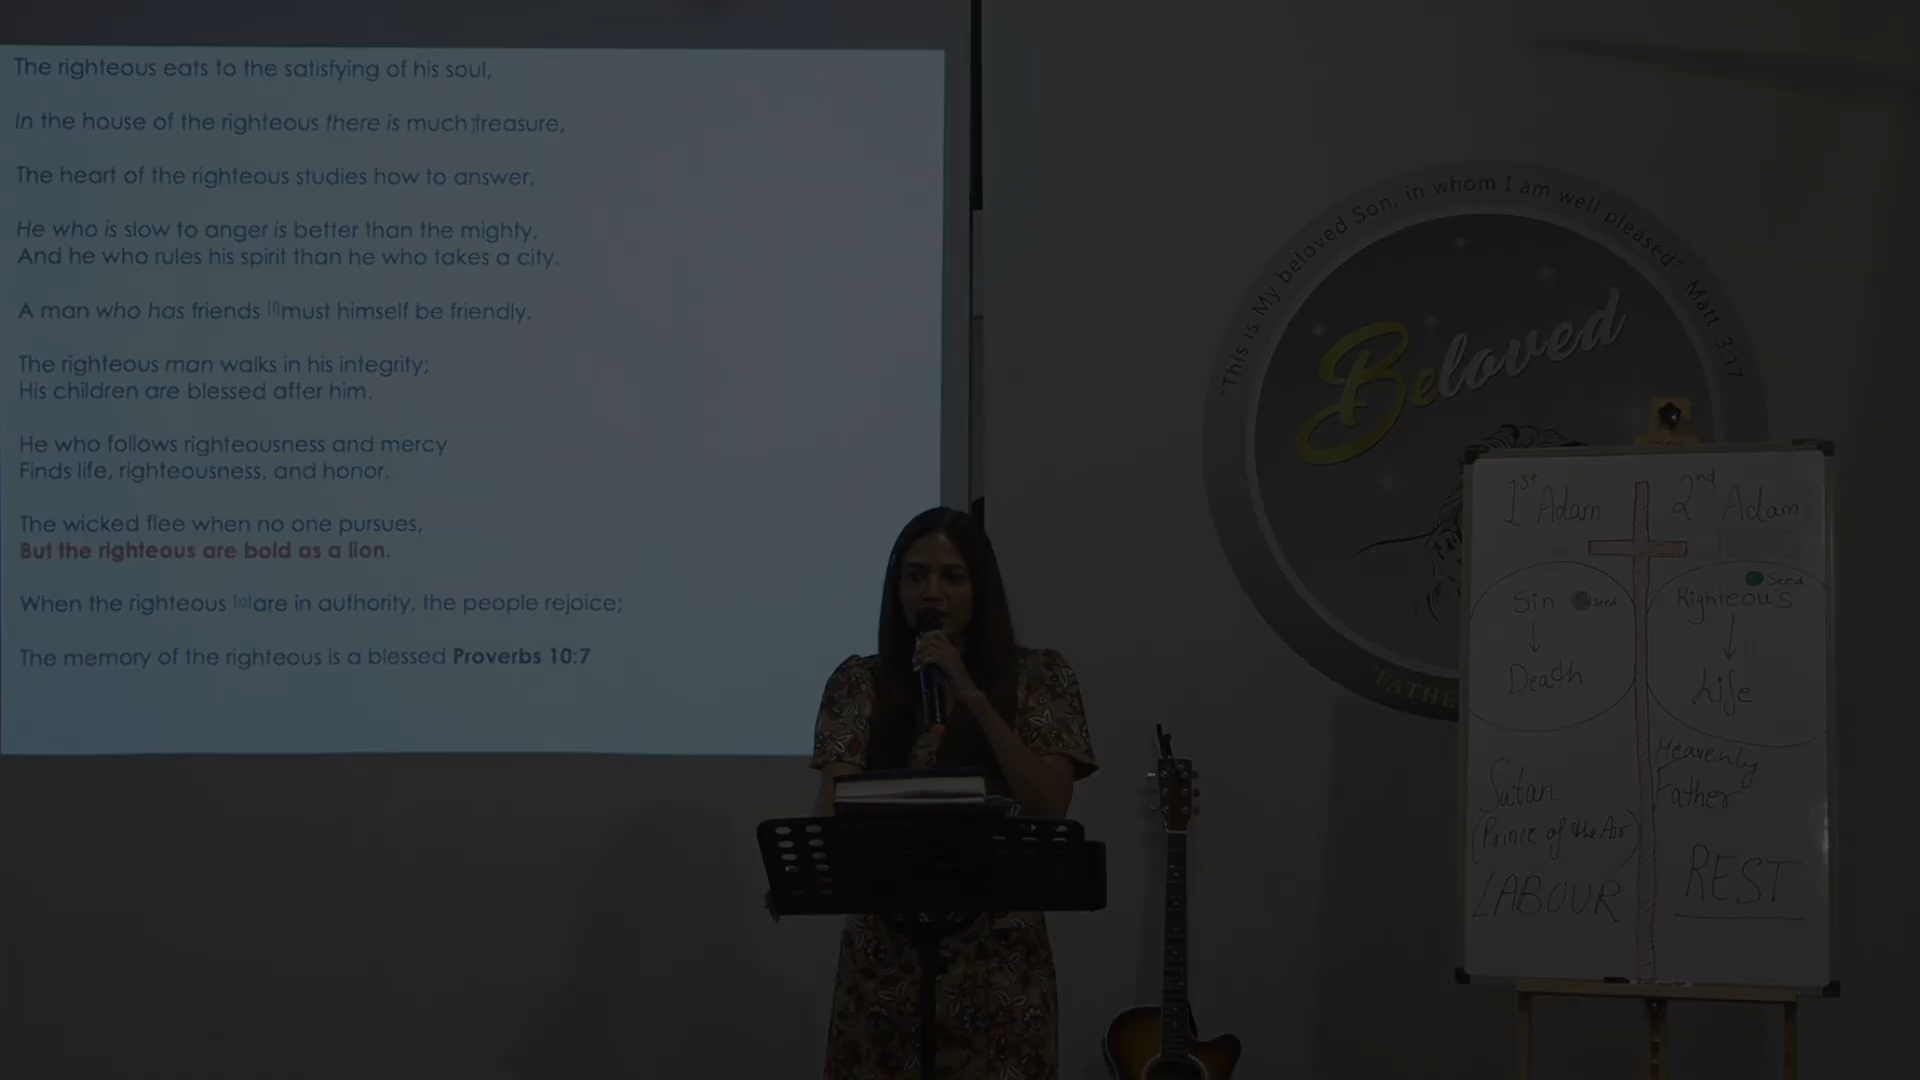 The righteous eats to the satisfying of his soul,
In the house of the righteous there is much treasure,
The heart of the righteous studies how to answer,
He who is slow to anger is better than the mighty,
And he who rules his spirit than he who takes a city.
A man who has friends [f]must himself be friendly,
The righteous man walks in his integrity;
His children are blessed after him.
He who follows righteousness and mercy
Finds life, righteousness, and honor.
The wicked flee when no one pursues,
But the righteous are bold as a lion.
When the righteous [a]are in authority, the people rejoice;
The memory of the righteous is a blessed Proverbs 10:7
"This is My beloved Son, in whom I am well pleased" Matt 3:17
Beloved
"FATHE
1st Adam
Sin Seed
Death
Satan
(Prince of the Air)
LABOUR
2nd Adam
Seed
Righteous
Life
Heavenly
Father
REST